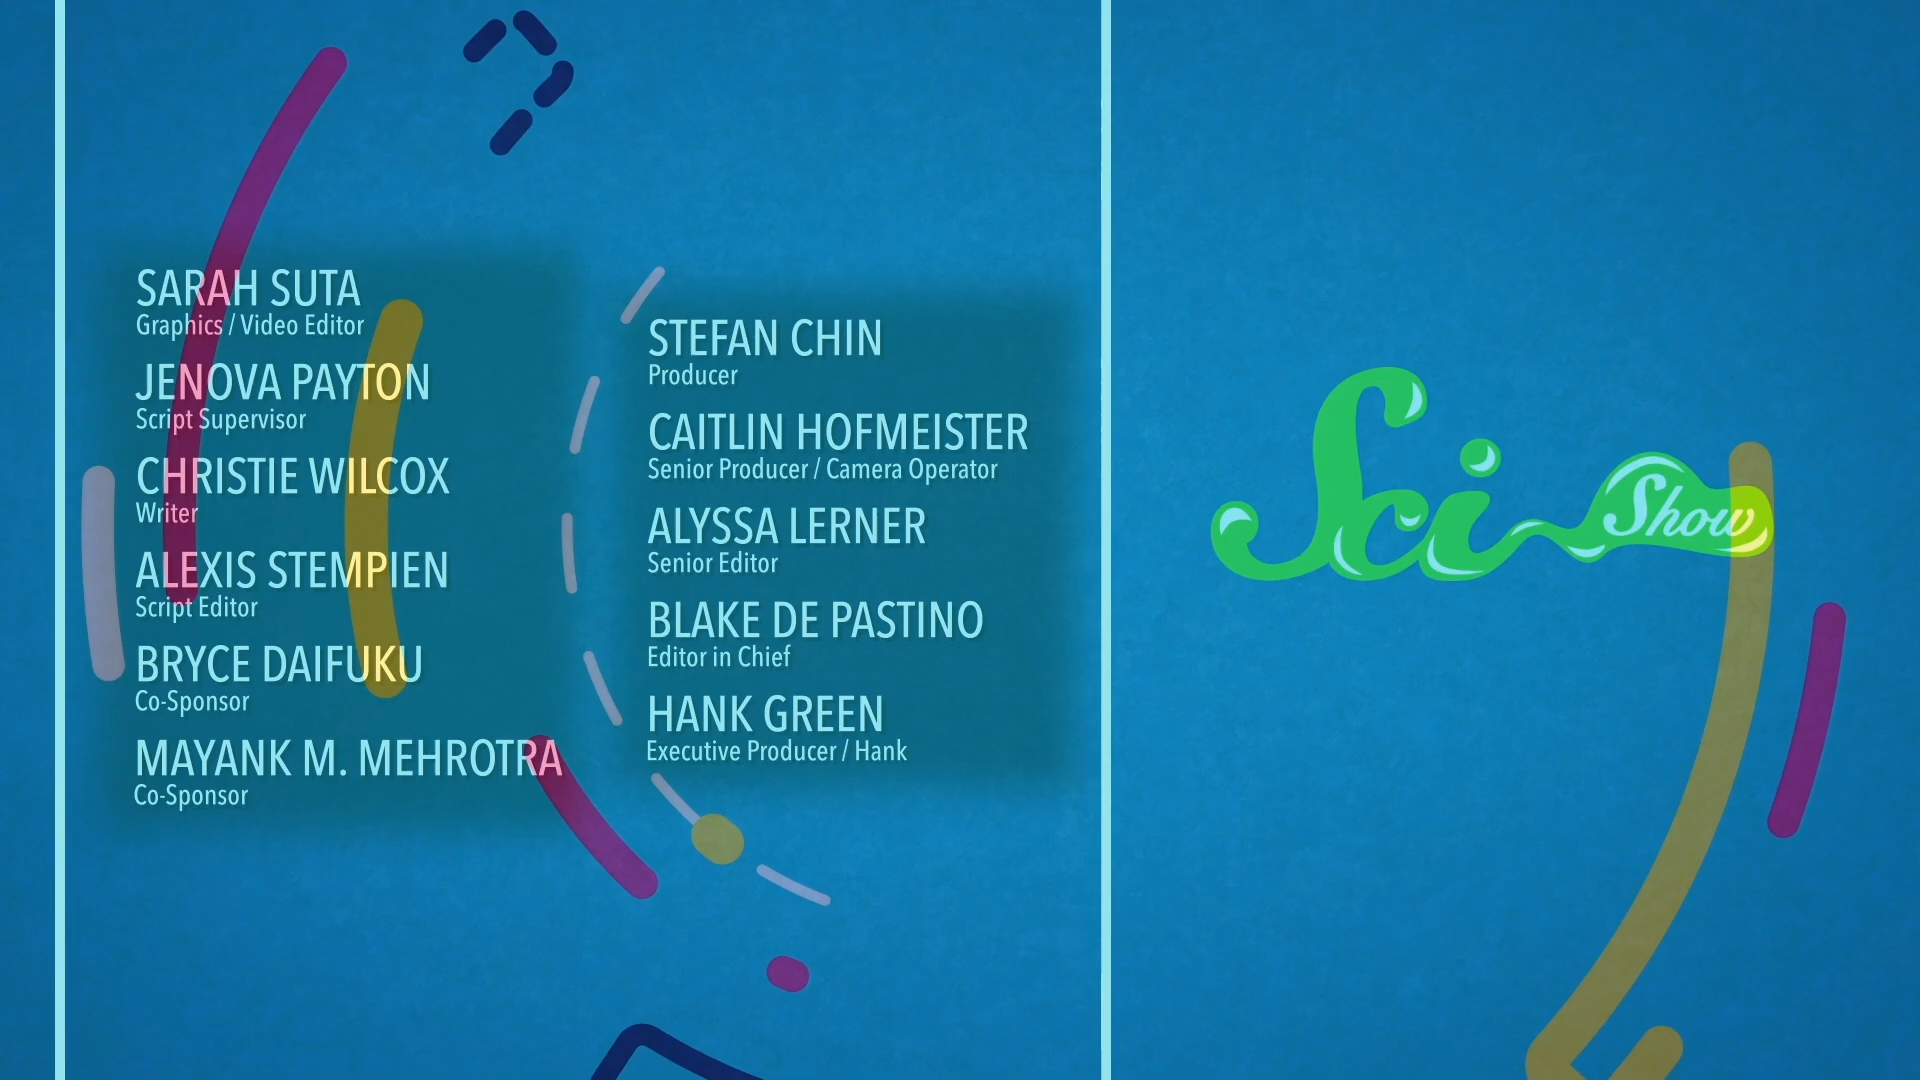 SARAH SUTA
Graphics / Video Editor
JENOVA PAYTON
Script Supervisor
CHRISTIE WILCOX
Writer
ALEXIS STEMPIEN
Script Editor
BRYCE DAIFUKU
Co-Sponsor
MAYANK M. MEHROTRA
Co-Sponsor
STEFAN CHIN
Producer
CAITLIN HOFMEISTER
Senior Producer / Camera Operator
ALYSSA LERNER
Senior Editor
BLAKE DE PASTINO
Editor in Chief
HANK GREEN
Executive Producer / Hank
Sci Show